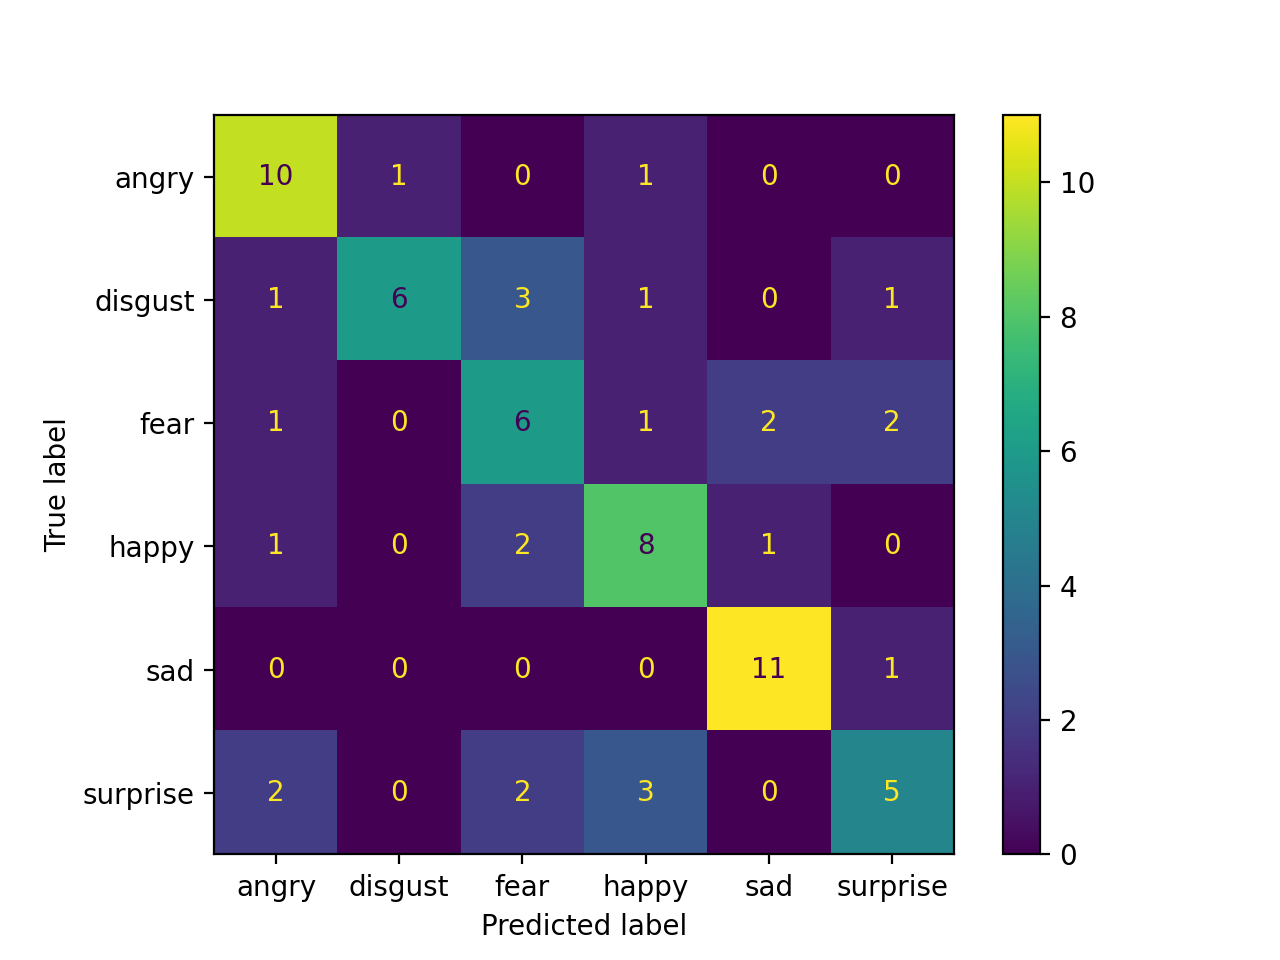 angry 10 1 0 1 0 0
disgust 1 6 3 1 0 1
fear 1 0 6 1 2 2
happy 1 0 2 8 1 0
sad 0 0 0 0 11 1
surprise 2 0 2 3 0 5
angry disgust fear happy sad surprise
Predicted label
True label
10
8
6
4
2
0